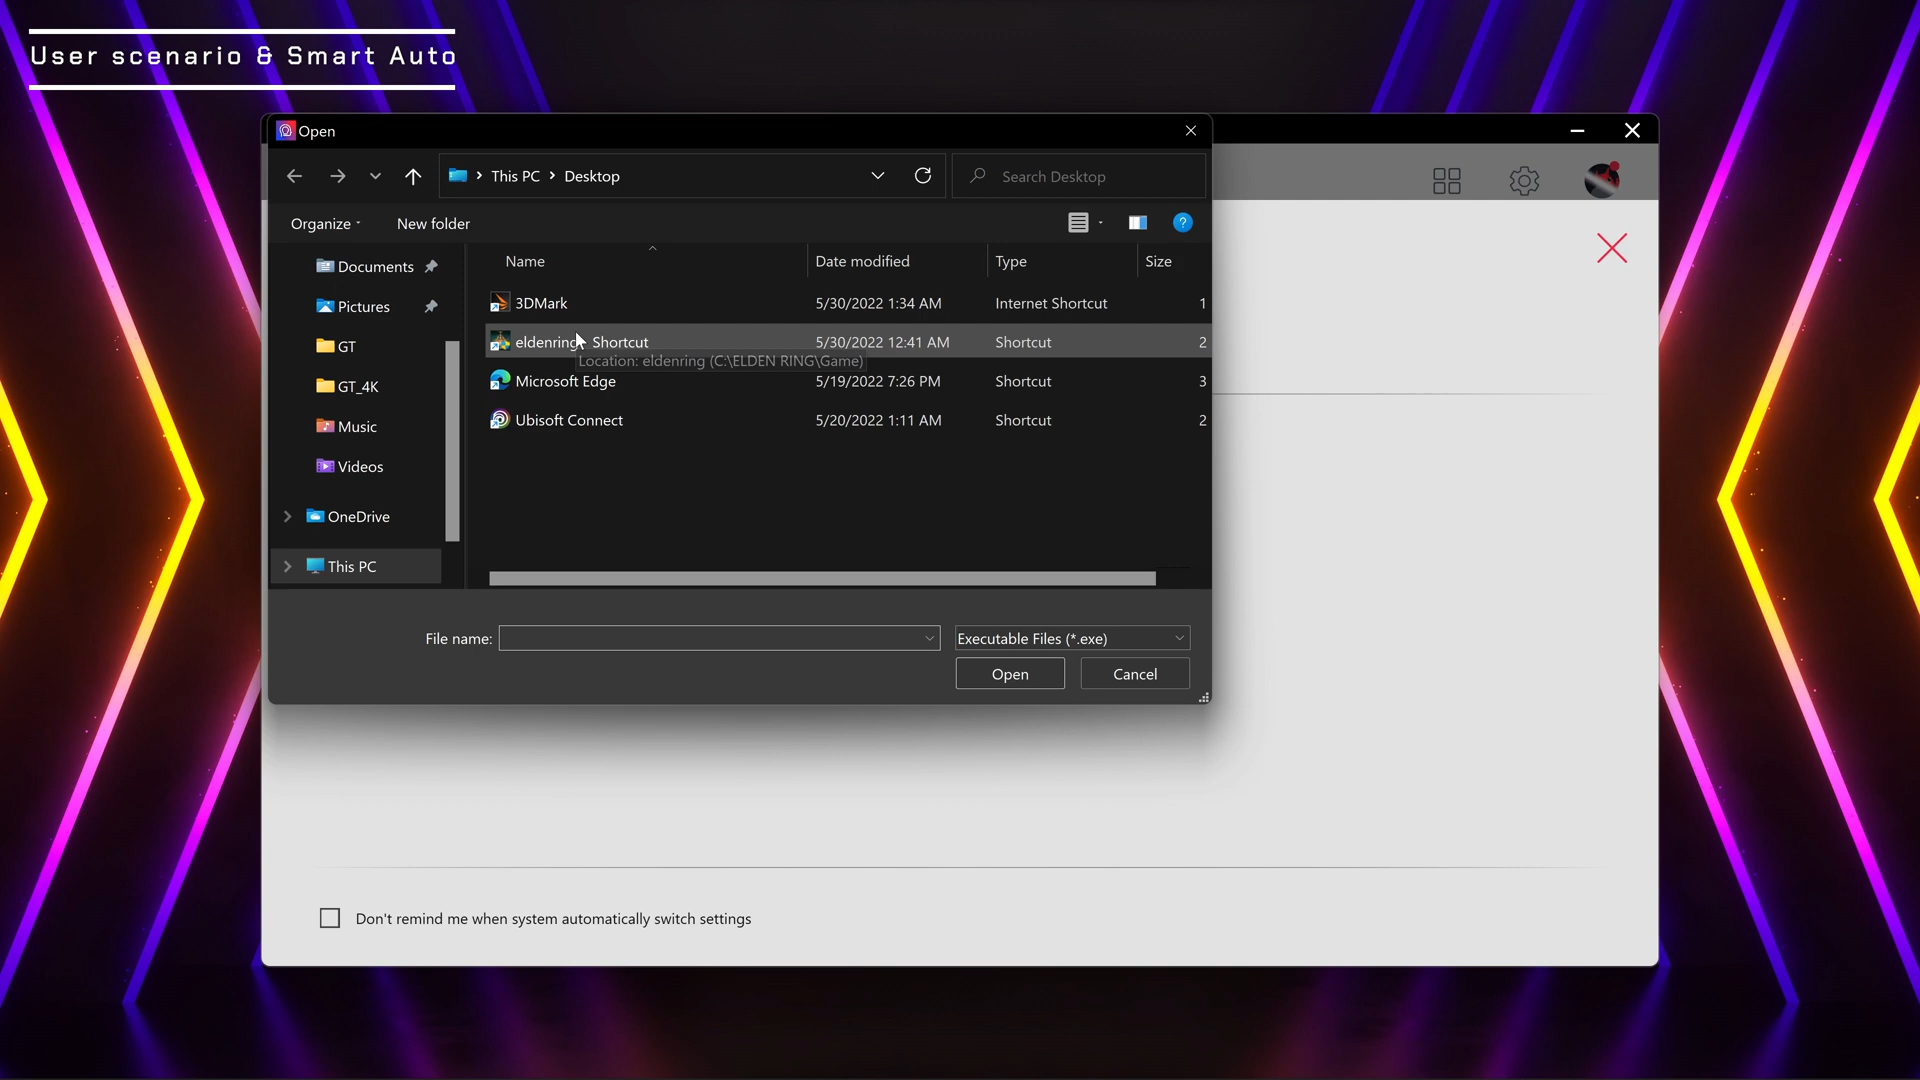 User scenario & Smart Auto
Open
This PC > Desktop
Search Desktop
Organize
New folder
Name
Date modified
Type
Size
Documents
Pictures
GT
GT_4K
Music
Videos
OneDrive
This PC
3DMark 5/30/2022 1:34 AM Internet Shortcut 1
eldenring Shortcut 5/30/2022 12:41 AM Shortcut 2
Location: eldenring (C:\ELDEN RING\Game)
Microsoft Edge 5/19/2022 7:26 PM Shortcut 3
Ubisoft Connect 5/20/2022 1:11 AM Shortcut 2
File name:
Executable Files (*.exe)
Open
Cancel
Don't remind me when system automatically switch settings